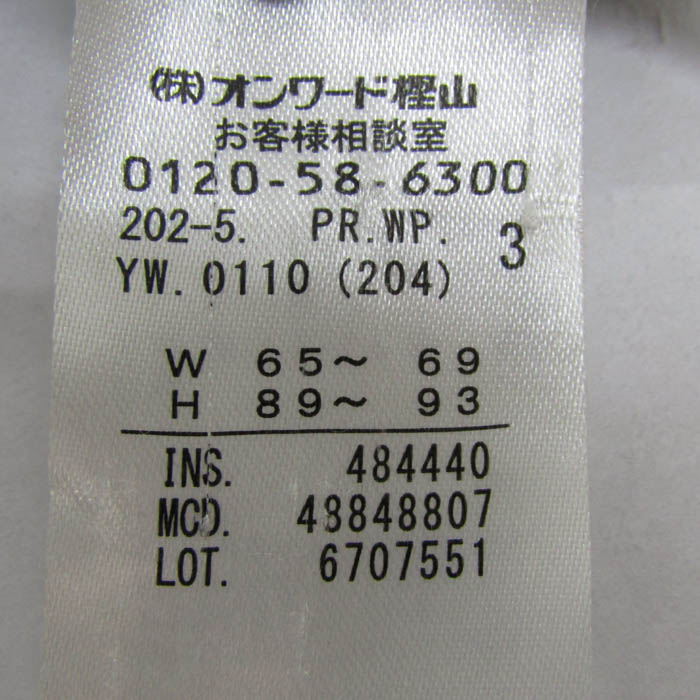 (株)オンワード樫山
お客様相談室
0120-58-6300
202-5. PR.WP. 3
YW.0110(204)
W 65～ 69
H 89～ 93
INS. 484440
MCD. 48848807
LOT. 6707551